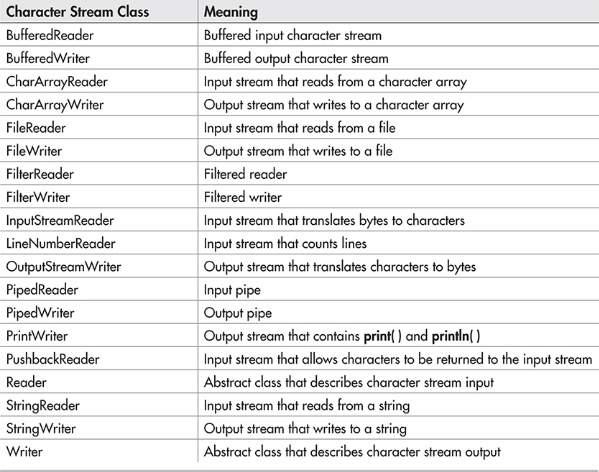 Character Stream Class Meaning
BufferedReader Buffered input character stream
BufferedWriter Buffered output character stream
CharArrayReader Input stream that reads from a character array
CharArrayWriter Output stream that writes to a character array
FileReader Input stream that reads from a file
FileWriter Output stream that writes to a file
FilterReader Filtered reader
FilterWriter Filtered writer
InputStreamReader Input stream that translates bytes to characters
LineNumberReader Input stream that counts lines
OutputStreamWriter Output stream that translates characters to bytes
PipedReader Input pipe
PipedWriter Output pipe
PrintWriter Output stream that contains print( ) and println( )
PushbackReader Input stream that allows characters to be returned to the input stream
Reader Abstract class that describes character stream input
StringReader Input stream that reads from a string
StringWriter Output stream that writes to a string
Writer Abstract class that describes character stream output